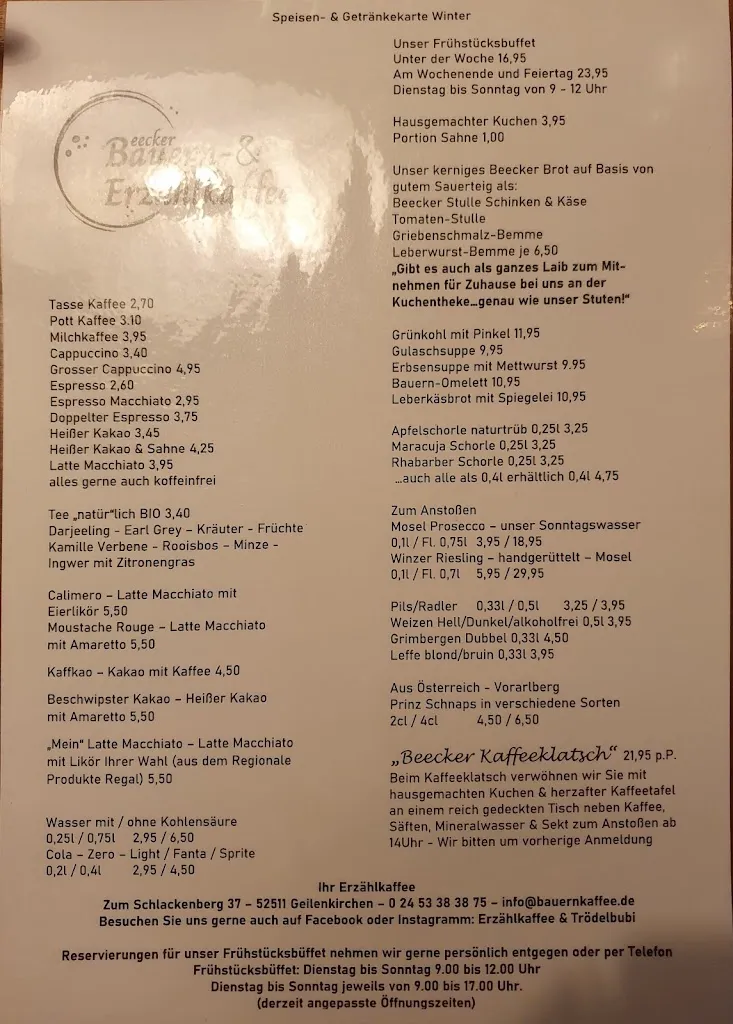 Speisen- & Getränkekarte Winter
Beecker
Bauern- &
Erzählkaffee
Tasse Kaffee 2,70
Pott Kaffee 3.10
Milchkaffee 3,95
Cappuccino 3,40
Grosser Cappuccino 4,95
Espresso 2,60
Espresso Macchiato 2,95
Doppelter Espresso 3,75
Heißer Kakao 3,45
Heißer Kakao & Sahne 4,25
Latte Macchiato 3,95
alles gerne auch koffeinfrei
Tee „natür“lich BIO 3,40
Darjeeling - Earl Grey – Kräuter - Früchte
Kamille Verbene - Rooisbos – Minze -
Ingwer mit Zitronengras
Calimero – Latte Macchiato mit
Eierlikör 5,50
Moustache Rouge – Latte Macchiato
mit Amaretto 5,50
Kaffkao – Kakao mit Kaffee 4,50
Beschwipster Kakao – Heißer Kakao
mit Amaretto 5,50
„Mein“ Latte Macchiato – Latte Macchiato
mit Likör Ihrer Wahl (aus dem Regionale
Produkte Regal) 5,50
Wasser mit / ohne Kohlensäure
0,25l / 0,75l 2,95 / 6,50
Cola – Zero – Light / Fanta / Sprite
0,2l / 0,4l 2,95 / 4,50
Unser Frühstücksbuffet
Unter der Woche 16,95
Am Wochenende und Feiertag 23,95
Dienstag bis Sonntag von 9 - 12 Uhr
Hausgemachter Kuchen 3,95
Portion Sahne 1,00
Unser kerniges Beecker Brot auf Basis von
gutem Sauerteig als:
Beecker Stulle Schinken & Käse
Tomaten-Stulle
Griebenschmalz-Bemme
Leberwurst-Bemme je 6,50
„Gibt es auch als ganzes Laib zum Mit-
nehmen für Zuhause bei uns an der
Kuchentheke...genau wie unser Stuten!“
Grünkohl mit Pinkel 11,95
Gulaschsuppe 9,95
Erbsensuppe mit Mettwurst 9.95
Bauern-Omelett 10,95
Leberkäsbrot mit Spiegelei 10,95
Apfelschorle naturtrüb 0,25l 3,25
Maracuja Schorle 0,25l 3,25
Rhabarber Schorle 0,25l 3,25
...auch alle als 0,4l erhältlich 0,4l 4,75
Zum Anstoßen
Mosel Prosecco – unser Sonntagswasser
0,1l / Fl. 0,75l 3,95 / 18,95
Winzer Riesling – handgerüttelt – Mosel
0,1l / Fl. 0,7l 5,95 / 29,95
Pils/Radler 0,33l / 0,5l 3,25 / 3,95
Weizen Hell/Dunkel/alkoholfrei 0,5l 3,95
Grimbergen Dubbel 0,33l 4,50
Leffe blond/bruin 0,33l 3,95
Aus Österreich - Vorarlberg
Prinz Schnaps in verschiedene Sorten
2cl / 4cl 4,50 / 6,50
„Beecker Kaffeeklatsch“ 21,95 p.P.
Beim Kaffeeklatsch verwöhnen wir Sie mit
hausgemachten Kuchen & herzafter Kaffeetafel
an einem reich gedeckten Tisch neben Kaffee,
Säften, Mineralwasser & Sekt zum Anstoßen ab
14Uhr - Wir bitten um vorherige Anmeldung
Ihr Erzählkaffee
Zum Schlackenberg 37 – 52511 Geilenkirchen – 0 24 53 38 38 75 – info@bauernkaffee.de
Besuchen Sie uns gerne auch auf Facebook oder Instagramm: Erzählkaffee & Trödelbubi
Reservierungen für unser Frühstücksbüffet nehmen wir gerne persönlich entgegen oder per Telefon
Frühstücksbüffet: Dienstag bis Sonntag 9.00 bis 12.00 Uhr
Dienstag bis Sonntag jeweils von 9.00 bis 17.00 Uhr.
(derzeit angepasste Öffnungszeiten)